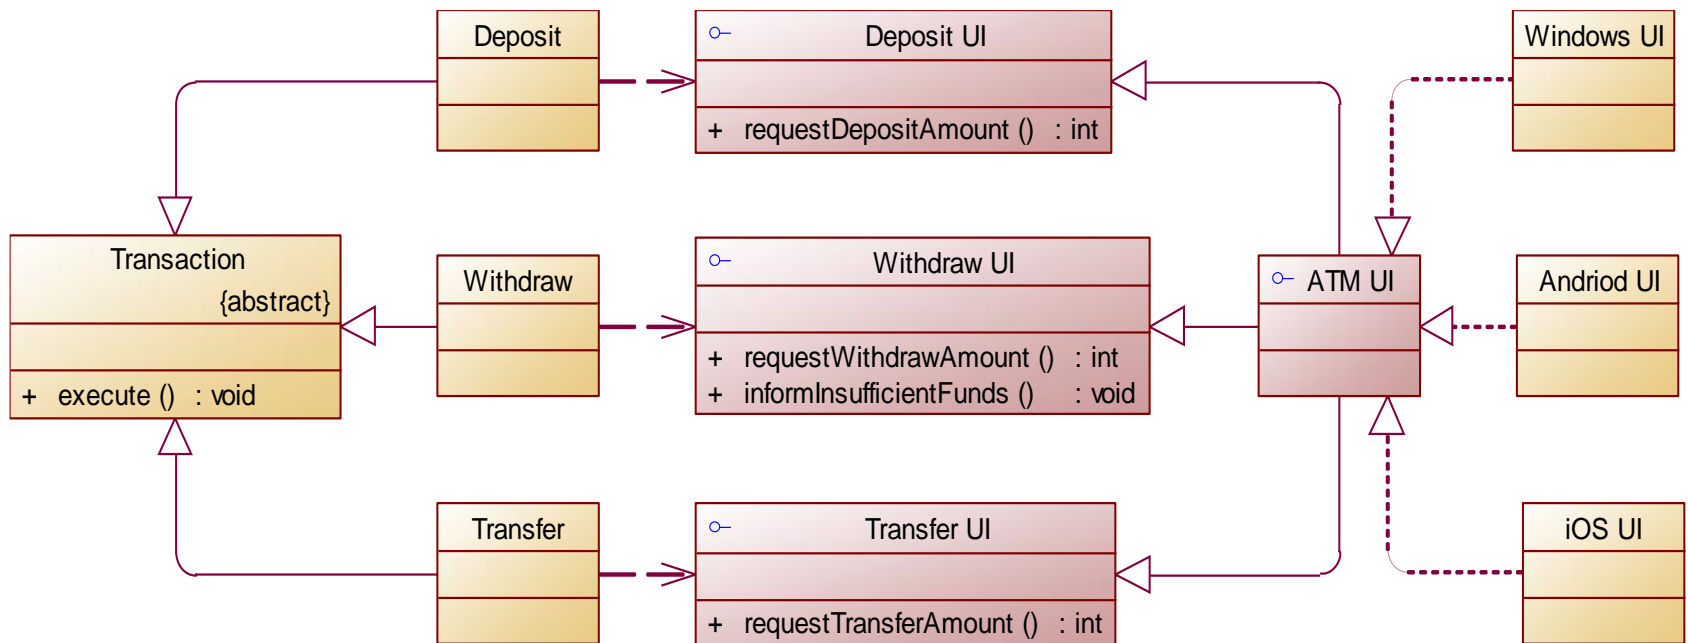 Deposit
Deposit UI
+ requestDepositAmount () : int
Windows UI
Transaction
{abstract}
+ execute () : void
Withdraw
Withdraw UI
+ requestWithdrawAmount () : int
+ informInsufficientFunds () : void
ATM UI
Andriod UI
Transfer
Transfer UI
+ requestTransferAmount () : int
iOS UI